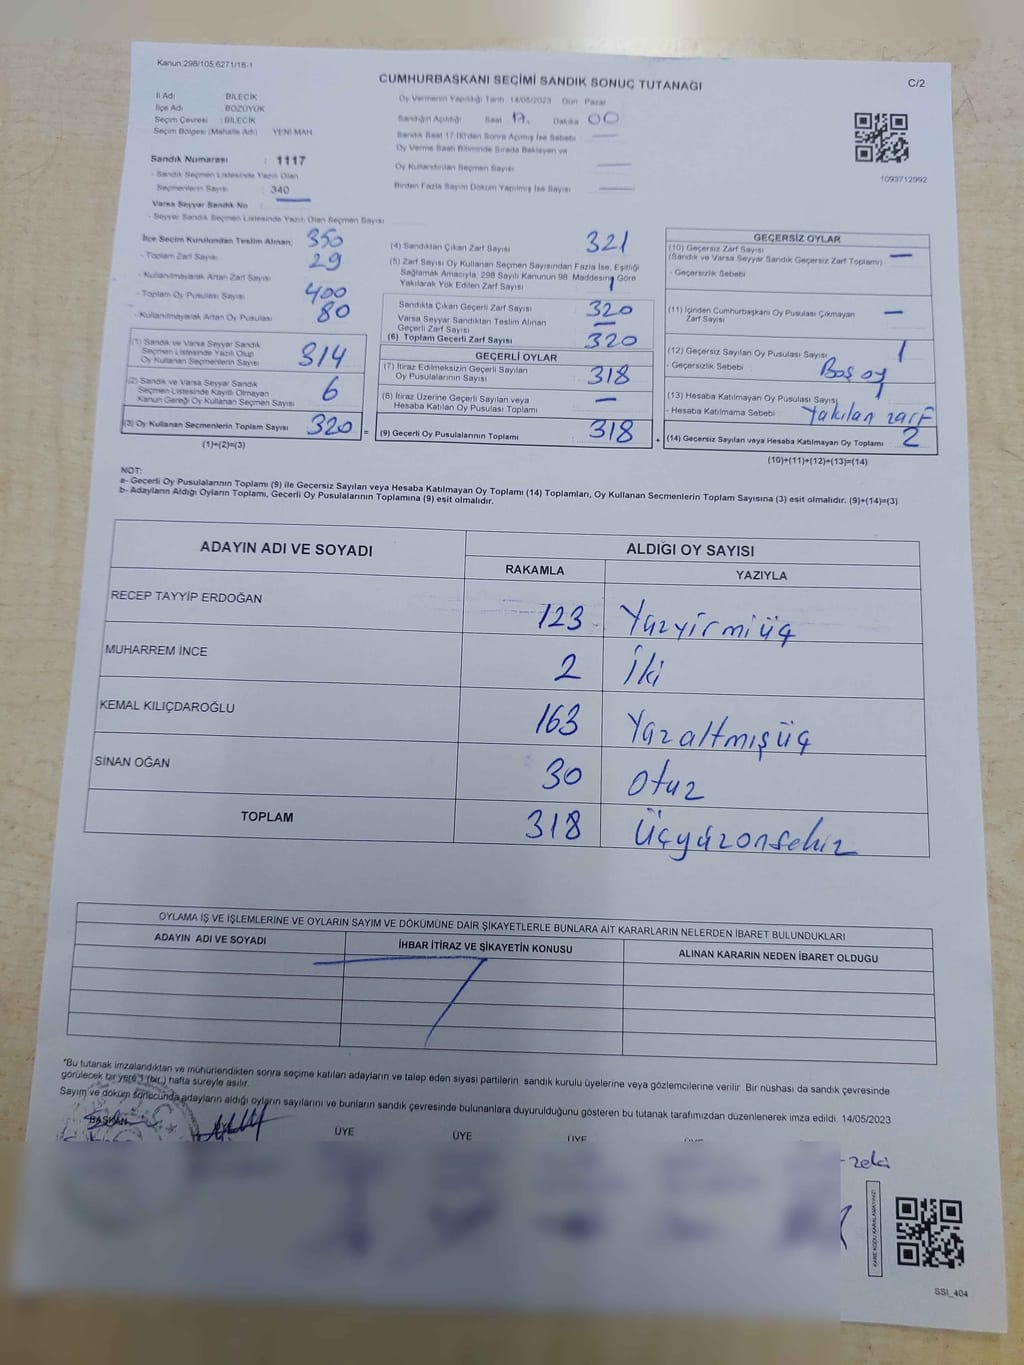 Kanun:298/105,6271/18-1
CUMHURBAŞKANI SEÇİMİ SANDIK SONUÇ TUTANAĞI
C/2
İl Adı BİLECİK
İlçe Adı BOZÜYÜK
Seçim Çevresi : BİLECİK
Seçim Bölgesi (Mahalle Adı) YENİ MAH.
Sandık Numarası : 1117
- Sandık Seçmen Listesinde Yazılı Olan
Seçmenlerin Sayısı : 340
Varsa Seyyar Sandık No
- Seyyar Sandık Seçmen Listesinde Yazılı Olan Seçmen Sayısı
Oy Vermenin Yapıldığı Tarih :14/05/2023 Gün Pazar
Sandığın Açıldığı Saat 17. Dakika 00
Sandık Saat 17:00'den Sonra Açılmış İse Sebebi
Oy Verme Saati Bitiminde Sırada Bekleyen ve
Oy Kullandırılan Seçmen Sayısı
Birden Fazla Sayım Döküm Yapılmış İse Sayısı
1093712992
İlçe Seçim Kurulundan Teslim Alınan;
- Toplam Zarf Sayısı 350
- Kullanılmayarak Artan Zarf Sayısı 29
- Toplam Oy Pusulası Sayısı 400
- Kullanılmayarak Artan Oy Pusulası 80
(1) Sandık ve Varsa Seyyar Sandık
Seçmen Listesinde Yazılı Olup
Oy Kullanan Seçmenlerin Sayısı 314
(2) Sandık ve Varsa Seyyar Sandık
Seçmen Listesinde Kayıtlı Olmayan
Kanun Gereği Oy Kullanan Seçmen Sayısı 6
(3) Oy Kullanan Seçmenlerin Toplam Sayısı 320 =
(1)+(2)=(3)
(4) Sandıktan Çıkan Zarf Sayısı 321
(5) Zarf Sayısı Oy Kullanan Seçmen Sayısından Fazla İse, Eşitliği
Sağlamak Amacıyla, 298 Sayılı Kanunun 98. Maddesine Göre
Yakılarak Yok Edilen Zarf Sayısı 1
Sandıkta Çıkan Geçerli Zarf Sayısı 320
Varsa Seyyar Sandıktan Teslim Alınan
Geçerli Zarf Sayısı —
(6) Toplam Geçerli Zarf Sayısı 320
GEÇERLİ OYLAR
(7) İtiraz Edilmeksizin Geçerli Sayılan
Oy Pusulalarının Sayısı 318
(8) İtiraz Üzerine Geçerli Sayılan veya
Hesaba Katılan Oy Pusulası Toplamı —
(9) Geçerli Oy Pusulalarının Toplamı 318 +
GEÇERSİZ OYLAR
(10) Geçersiz Zarf Sayısı
(Sandık ve Varsa Seyyar Sandık Geçersiz Zarf Toplamı) —
- Geçersizlik Sebebi
(11) İçinden Cumhurbaşkanı Oy Pusulası Çıkmayan
Zarf Sayısı —
(12) Geçersiz Sayılan Oy Pusulası Sayısı 1
- Geçersizlik Sebebi Boş oy
(13) Hesaba Katılmayan Oy Pusulası Sayısı 1
- Hesaba Katılmama Sebebi Yakılan zarf
(14) Geçersiz Sayılan veya Hesaba Katılmayan Oy Toplamı 2
(10)+(11)+(12)+(13)=(14)
NOT:
a- Geçerli Oy Pusulalarının Toplamı (9) ile Geçersiz Sayılan veya Hesaba Katılmayan Oy Toplamı (14) Toplamları, Oy Kullanan Seçmenlerin Toplam Sayısına (3) eşit olmalıdır. (9)+(14)=(3)
b- Adayların Aldığı Oyların Toplamı, Geçerli Oy Pusulalarının Toplamına (9) eşit olmalıdır.
ADAYIN ADI VE SOYADI
ALDIĞI OY SAYISI
RAKAMLA YAZIYLA
RECEP TAYYİP ERDOĞAN 123 Yüzyirmiüç
MUHARREM İNCE 2 İki
KEMAL KILIÇDAROĞLU 163 Yüzaltmışüç
SİNAN OĞAN 30 Otuz
TOPLAM 318 Üçyüzonsekiz
OYLAMA İŞ VE İŞLEMLERİNE VE OYLARIN SAYIM VE DÖKÜMÜNE DAİR ŞİKAYETLERLE BUNLARA AİT KARARLARIN NELERDEN İBARET BULUNDUKLARI
ADAYIN ADI VE SOYADI İHBAR İTİRAZ VE ŞİKAYETİN KONUSU ALINAN KARARIN NEDEN İBARET OLDUGU
*Bu tutanak imzalandıktan ve mühürlendikten sonra seçime katılan adayların ve talep eden siyasi partilerin sandık kurulu üyelerine veya gözlemcilerine verilir. Bir nüshası da sandık çevresinde
görülecek bir yere 1 (bir) hafta süreyle asılır.
Sayım ve döküm sonucunda adayların aldığı oyların sayılarını ve bunların sandık çevresinde bulunanlara duyurulduğunu gösteren bu tutanak tarafımızdan düzenlenerek imza edildi. 14/05/2023
BAŞKAN ÜYE ÜYE ÜYE ÜYE
KARE KODU KARALAMAYINIZ!
SSİ_404